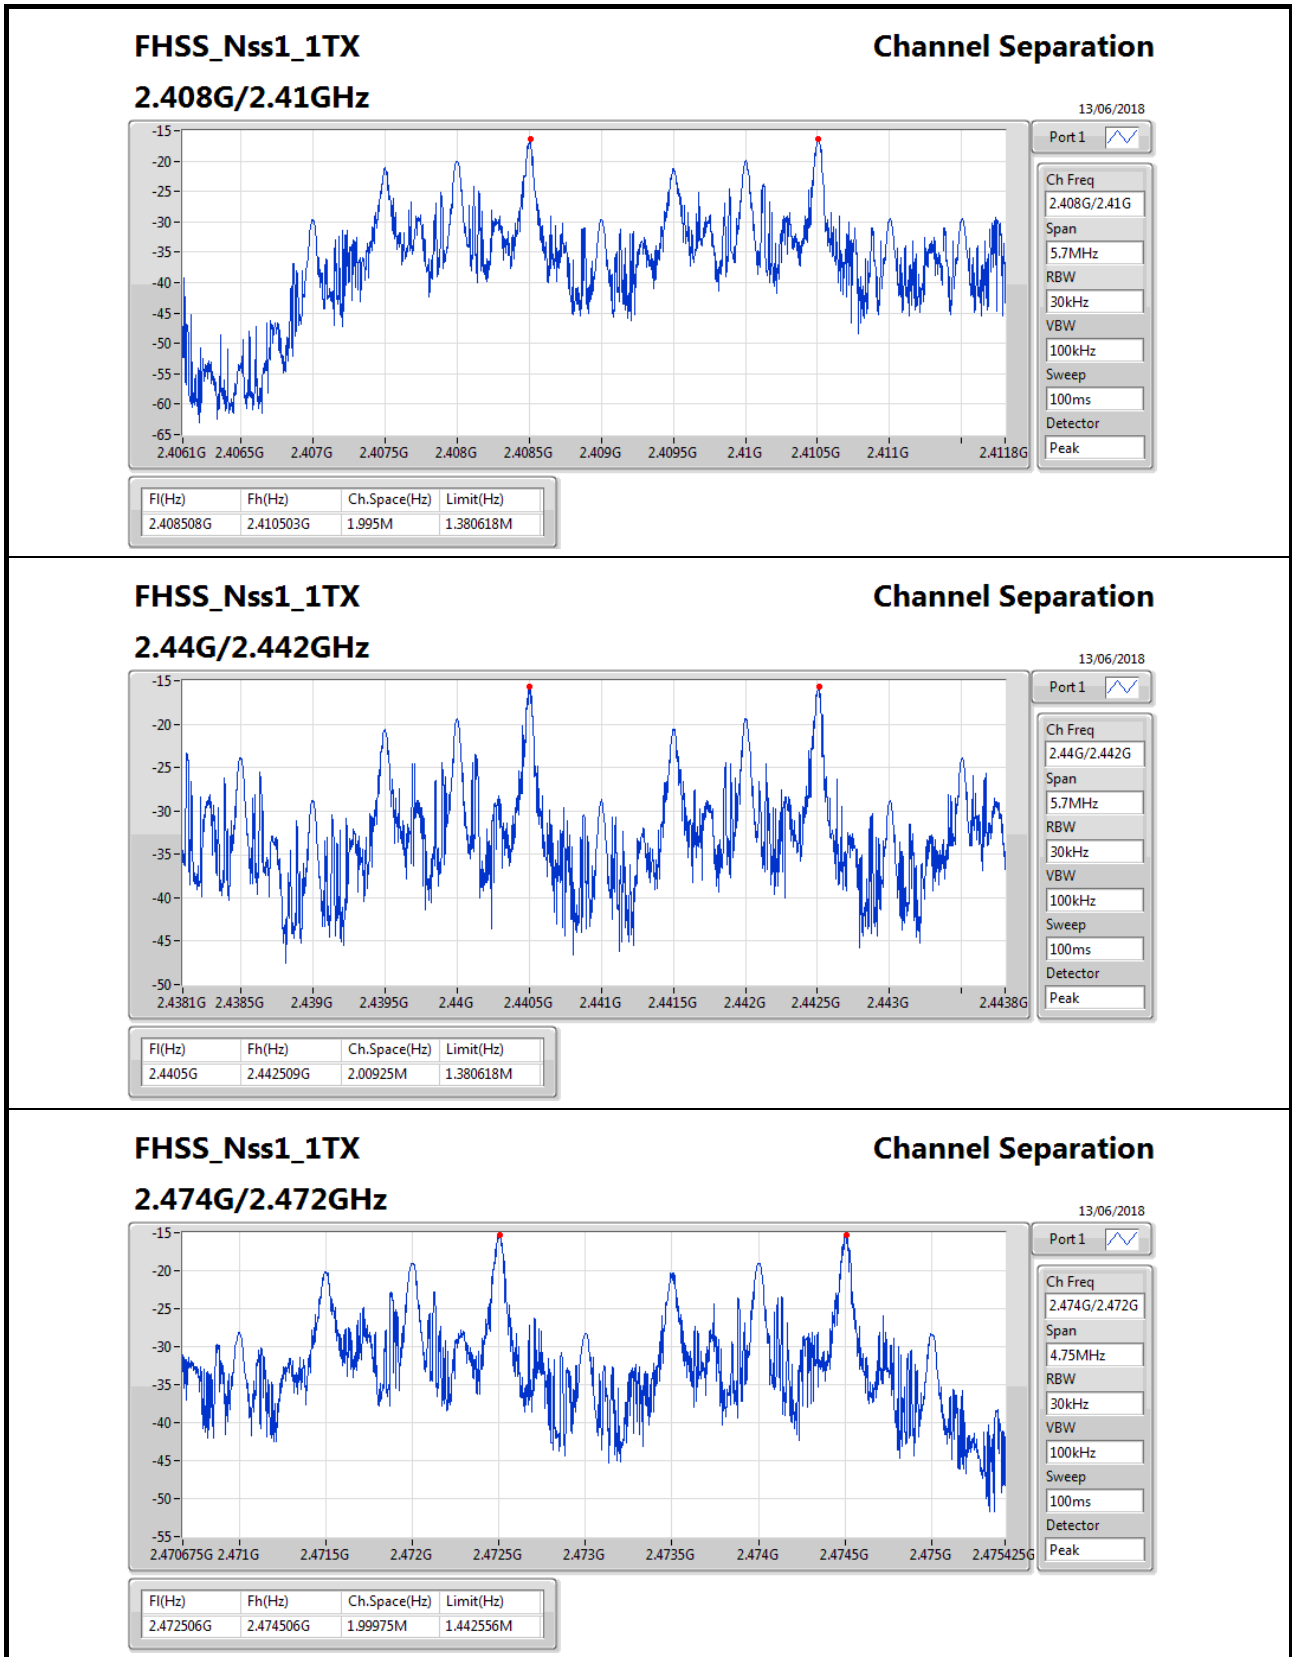 FHSS_Nss1_1TX Channel Separation
2.408G/2.41GHz
13/06/2018
Port 1
-15
-20
-25
-30
-35
-40
-45
-50
-55
-60
-65
2.4061G 2.4065G 2.407G 2.4075G 2.408G 2.4085G 2.409G 2.4095G 2.41G 2.4105G 2.411G 2.4118G
Ch Freq
2.408G/2.41G
Span
5.7MHz
RBW
30kHz
VBW
100kHz
Sweep
100ms
Detector
Peak
Fl(Hz) Fh(Hz) Ch.Space(Hz) Limit(Hz)
2.408508G 2.410503G 1.995M 1.380618M
FHSS_Nss1_1TX Channel Separation
2.44G/2.442GHz
13/06/2018
Port 1
-15
-20
-25
-30
-35
-40
-45
-50
2.4381G 2.4385G 2.439G 2.4395G 2.44G 2.4405G 2.441G 2.4415G 2.442G 2.4425G 2.443G 2.4438G
Ch Freq
2.44G/2.442G
Span
5.7MHz
RBW
30kHz
VBW
100kHz
Sweep
100ms
Detector
Peak
Fl(Hz) Fh(Hz) Ch.Space(Hz) Limit(Hz)
2.4405G 2.442509G 2.00925M 1.380618M
FHSS_Nss1_1TX Channel Separation
2.474G/2.472GHz
13/06/2018
Port 1
-15
-20
-25
-30
-35
-40
-45
-50
-55
2.470675G 2.471G 2.4715G 2.472G 2.4725G 2.473G 2.4735G 2.474G 2.4745G 2.475G 2.475425G
Ch Freq
2.474G/2.472G
Span
4.75MHz
RBW
30kHz
VBW
100kHz
Sweep
100ms
Detector
Peak
Fl(Hz) Fh(Hz) Ch.Space(Hz) Limit(Hz)
2.472506G 2.474506G 1.99975M 1.442556M